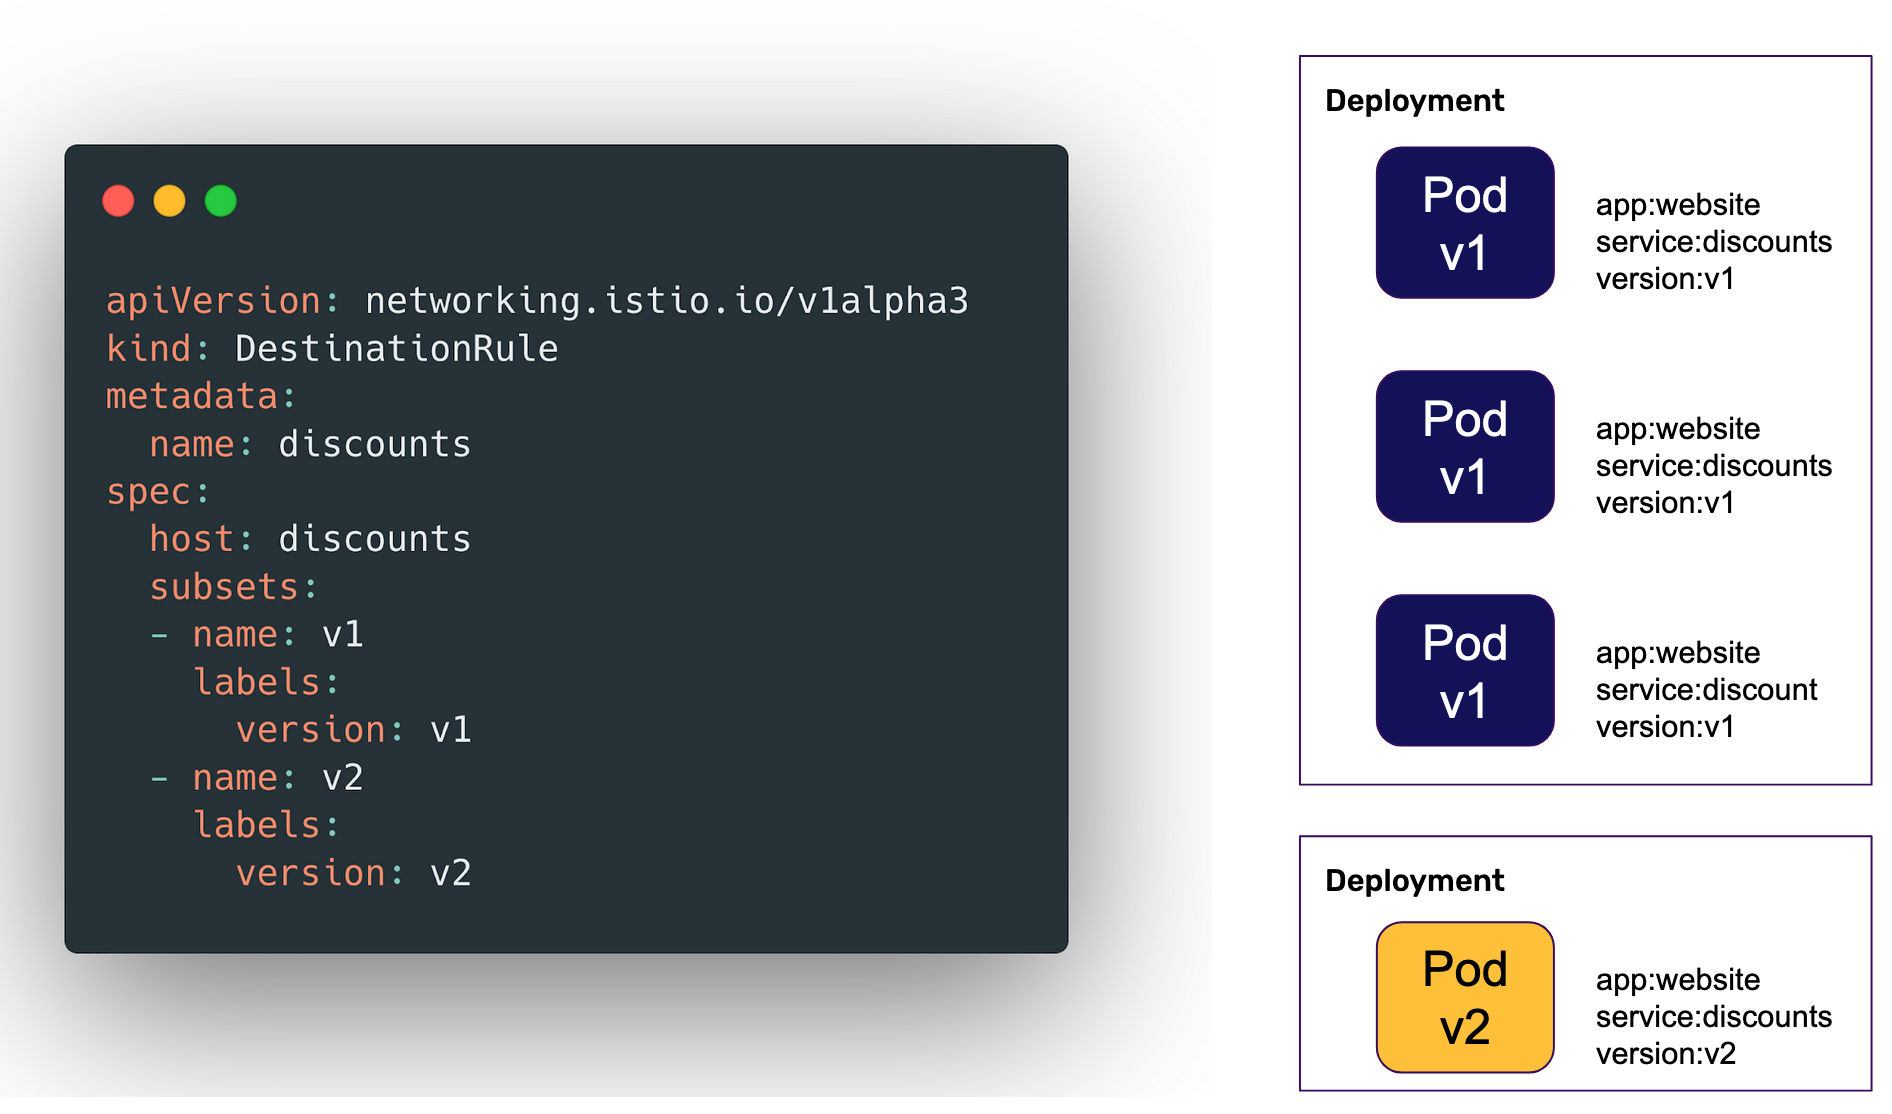 apiVersion: networking.istio.io/v1alpha3
kind: DestinationRule
metadata:
  name: discounts
spec:
  host: discounts
  subsets:
  - name: v1
    labels:
      version: v1
  - name: v2
    labels:
      version: v2
Deployment
Pod
v1
app:website
service:discounts
version:v1
Pod
v1
app:website
service:discounts
version:v1
Pod
v1
app:website
service:discount
version:v1
Deployment
Pod
v2
app:website
service:discounts
version:v2